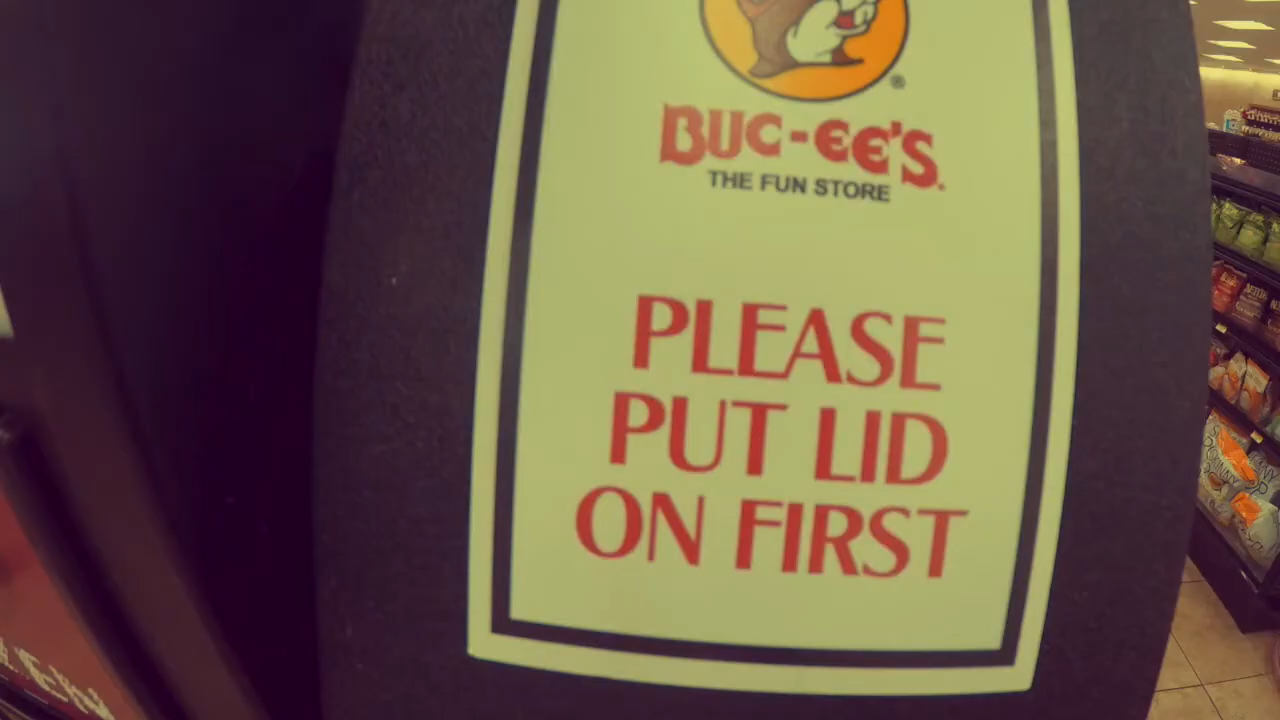 BUC-EE'S
THE FUN STORE
PLEASE
PUT LID
ON FIRST